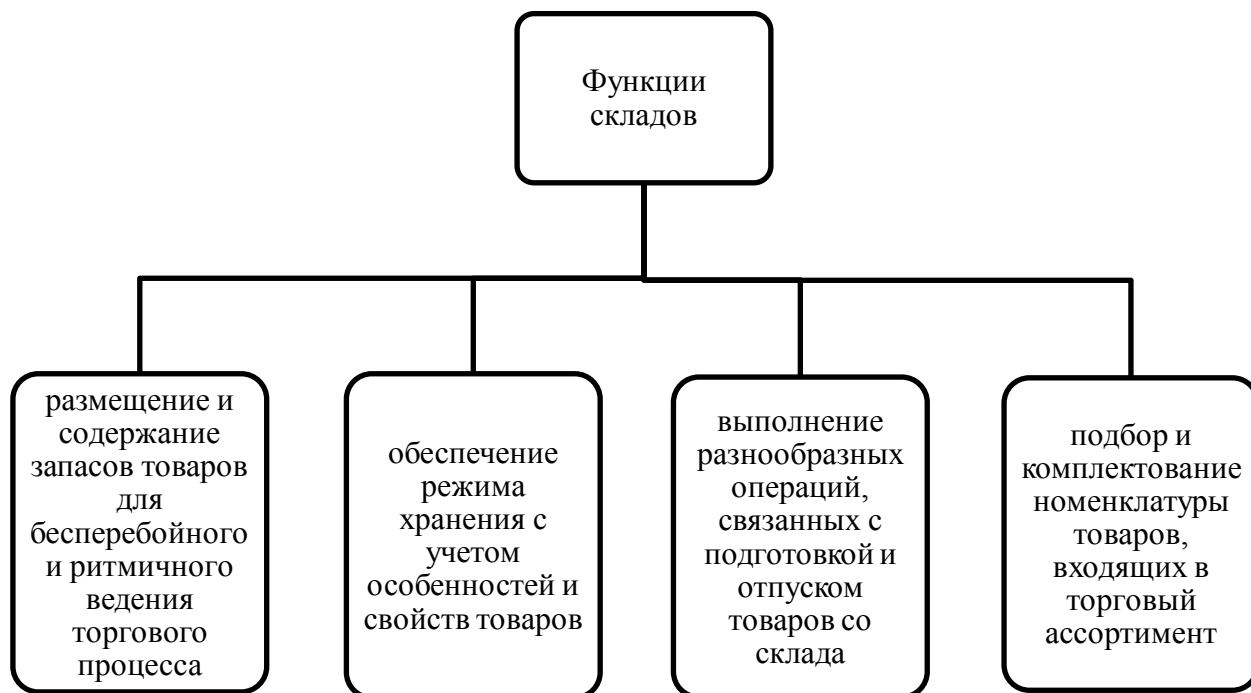 Функции
складов
размещение и
содержание
запасов товаров
для
бесперебойного
и ритмичного
ведения
торгового
процесса
обеспечение
режима
хранения с
учетом
особенностей и
свойств товаров
выполнение
разнообразных
операций,
связанных с
подготовкой и
отпуском
товаров со
склада
подбор и
комплектование
номенклатуры
товаров,
входящих в
торговый
ассортимент